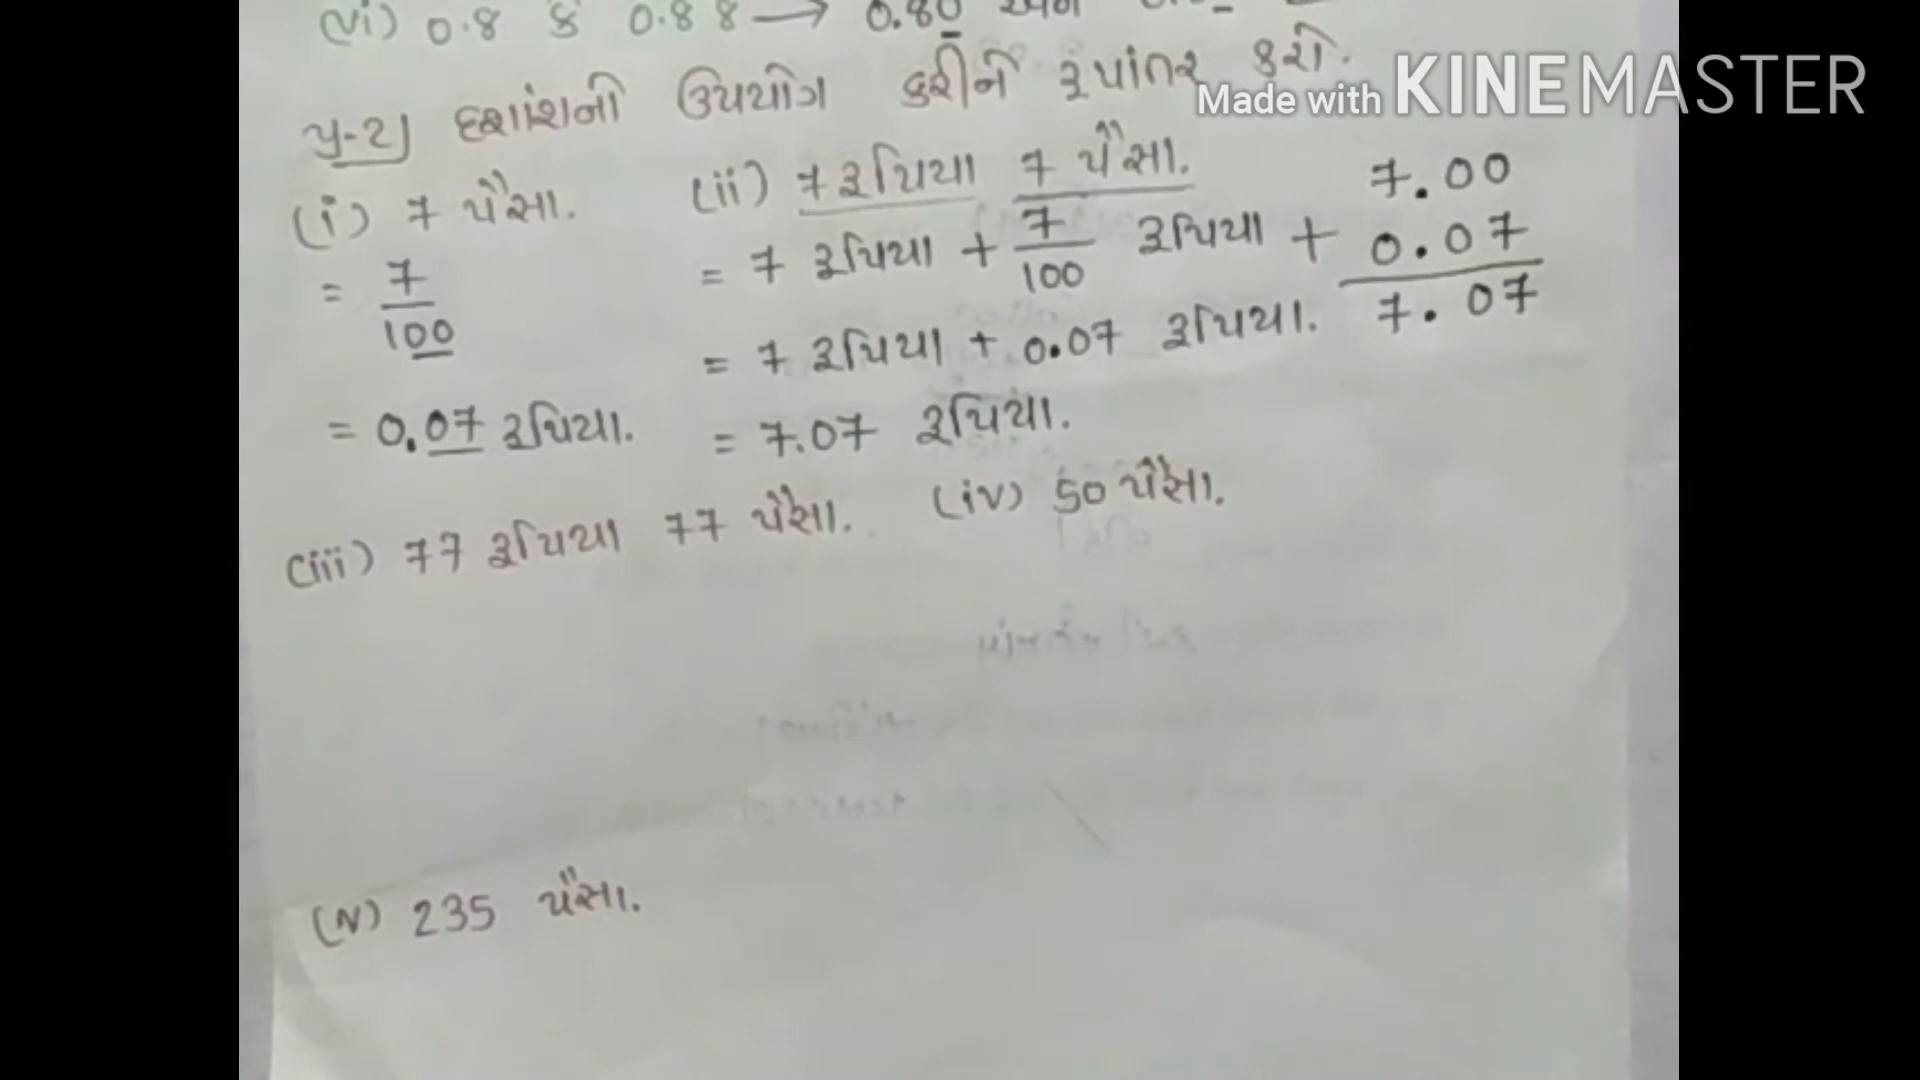 (vi) 0.8 કે 0.88 → 0.80
પ્ર-2) દશાંશનો ઉપયોગ કરીને રૂપાંતર કરો.
Made with KINEMASTER
(i) 7 પૈસા.
= 7/100
= 0.07 રૂપિયા.
(ii) 7 રૂપિયા 7 પૈસા.
= 7 રૂપિયા + 7/100 રૂપિયા
= 7 રૂપિયા + 0.07 રૂપિયા.
= 7.07 રૂપિયા.
7.00
+ 0.07
7.07
(iii) 77 રૂપિયા 77 પૈસા. (iv) 50 પૈસા.
(v) 235 પૈસા.